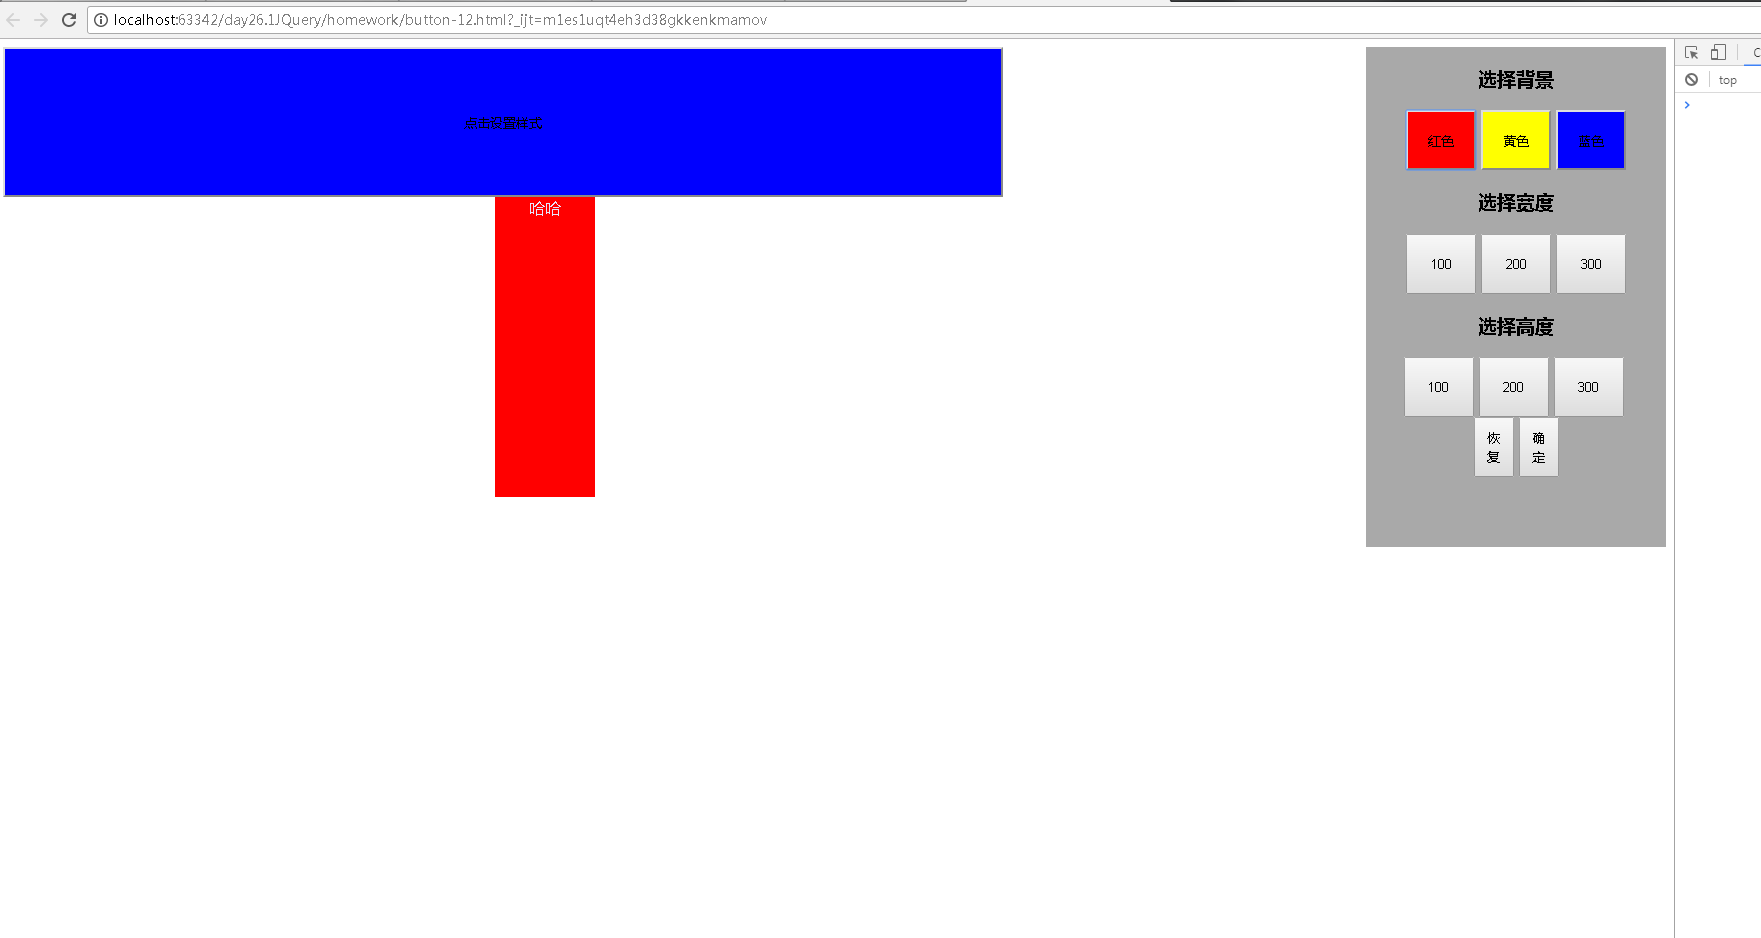 localhost:63342/day26.1JQuery/homework/button-12.html?_ijt=m1es1uqt4eh3d38gkkenkmamov
top
点击设置样式
哈哈
选择背景
红色 黄色 蓝色
选择宽度
100 200 300
选择高度
100 200 300
恢复 确定